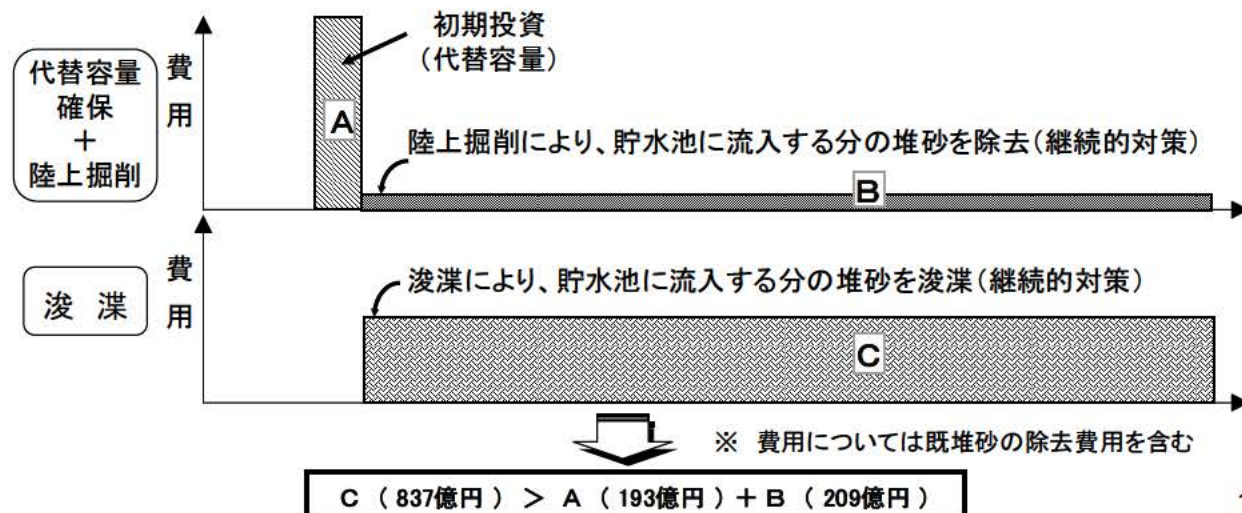 代替容量
確保
+
陸上掘削
費
用
初期投資
(代替容量)
A
陸上掘削により、貯水池に流入する分の堆砂を除去(継続的対策)
B
浚 渫
費
用
浚渫により、貯水池に流入する分の堆砂を浚渫(継続的対策)
C
※ 費用については既堆砂の除去費用を含む
C ( 837億円 ) > A ( 193億円 ) + B ( 209億円 )